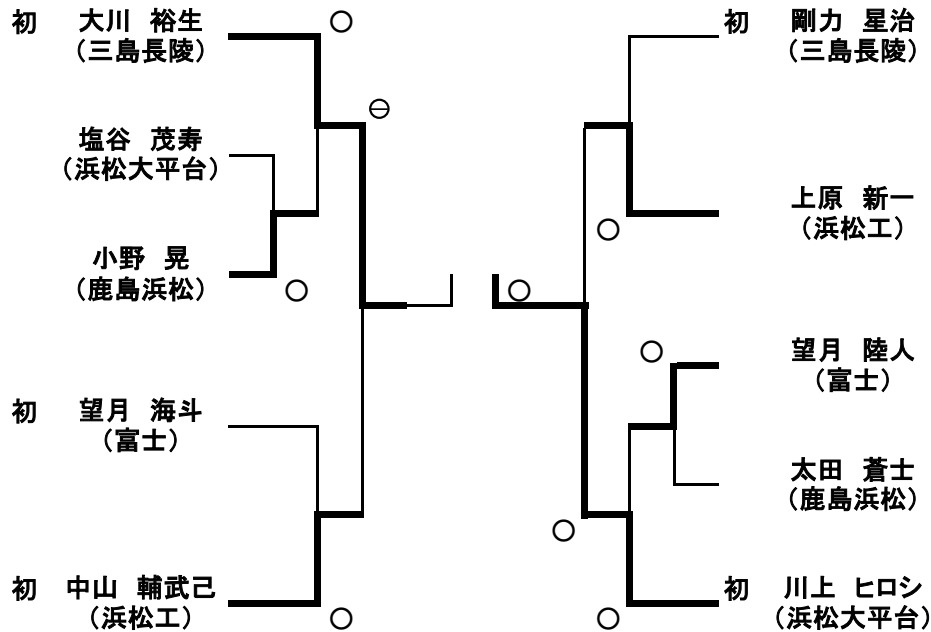 初 大川 裕生
（三島長陵）
塩谷 茂寿
（浜松大平台）
小野 晃
（鹿島浜松）
初 望月 海斗
（富士）
初 中山 輔武己
（浜松工）
初 剛力 星治
（三島長陵）
上原 新一
（浜松工）
望月 陸人
（富士）
太田 蒼士
（鹿島浜松）
初 川上 ヒロシ
（浜松大平台）